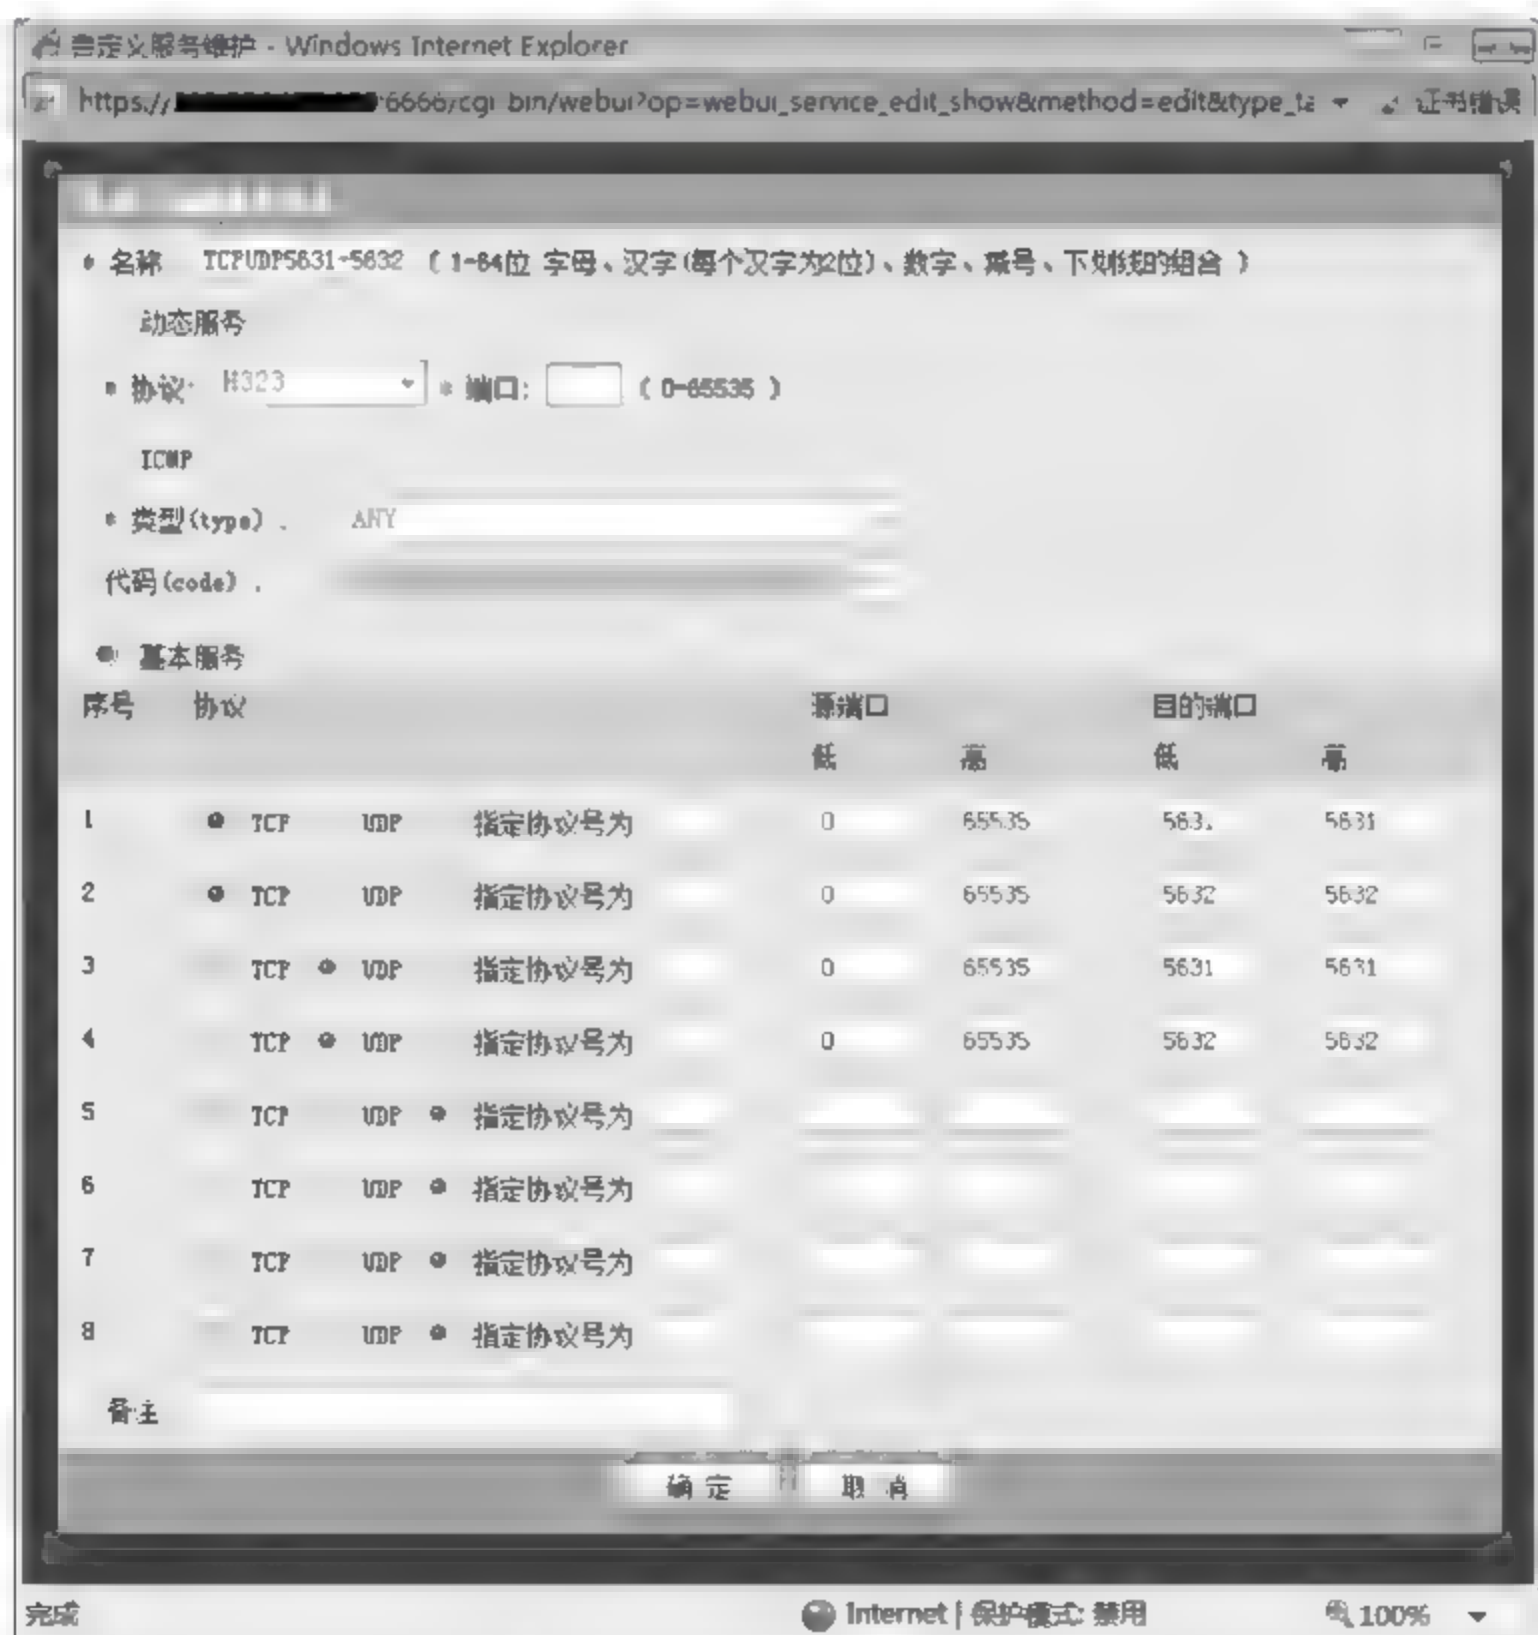 自定义服务维护 - Windows Internet Explorer
https:// 6666/cgi-bin/webui?op=webui_service_edit_show&method=edit&type_ta 证书错误
* 名称 TCPUDP5631-5632 ( 1-64位 字母、汉字(每个汉字为2位)、数字、减号、下划线的组合 )
动态服务
* 协议: H323 * 端口: ( 0-65535 )
ICMP
* 类型(type) : ANY
代码(code) :
基本服务
序号 协议 源端口 目的端口
低 高 低 高
1 TCP UDP 指定协议号为 0 65535 5631 5631
2 TCP UDP 指定协议号为 0 65535 5632 5632
3 TCP UDP 指定协议号为 0 65535 5631 5631
4 TCP UDP 指定协议号为 0 65535 5632 5632
5 TCP UDP 指定协议号为
6 TCP UDP 指定协议号为
7 TCP UDP 指定协议号为
8 TCP UDP 指定协议号为
备注
确 定 取 消
完成 Internet | 保护模式: 禁用 100%